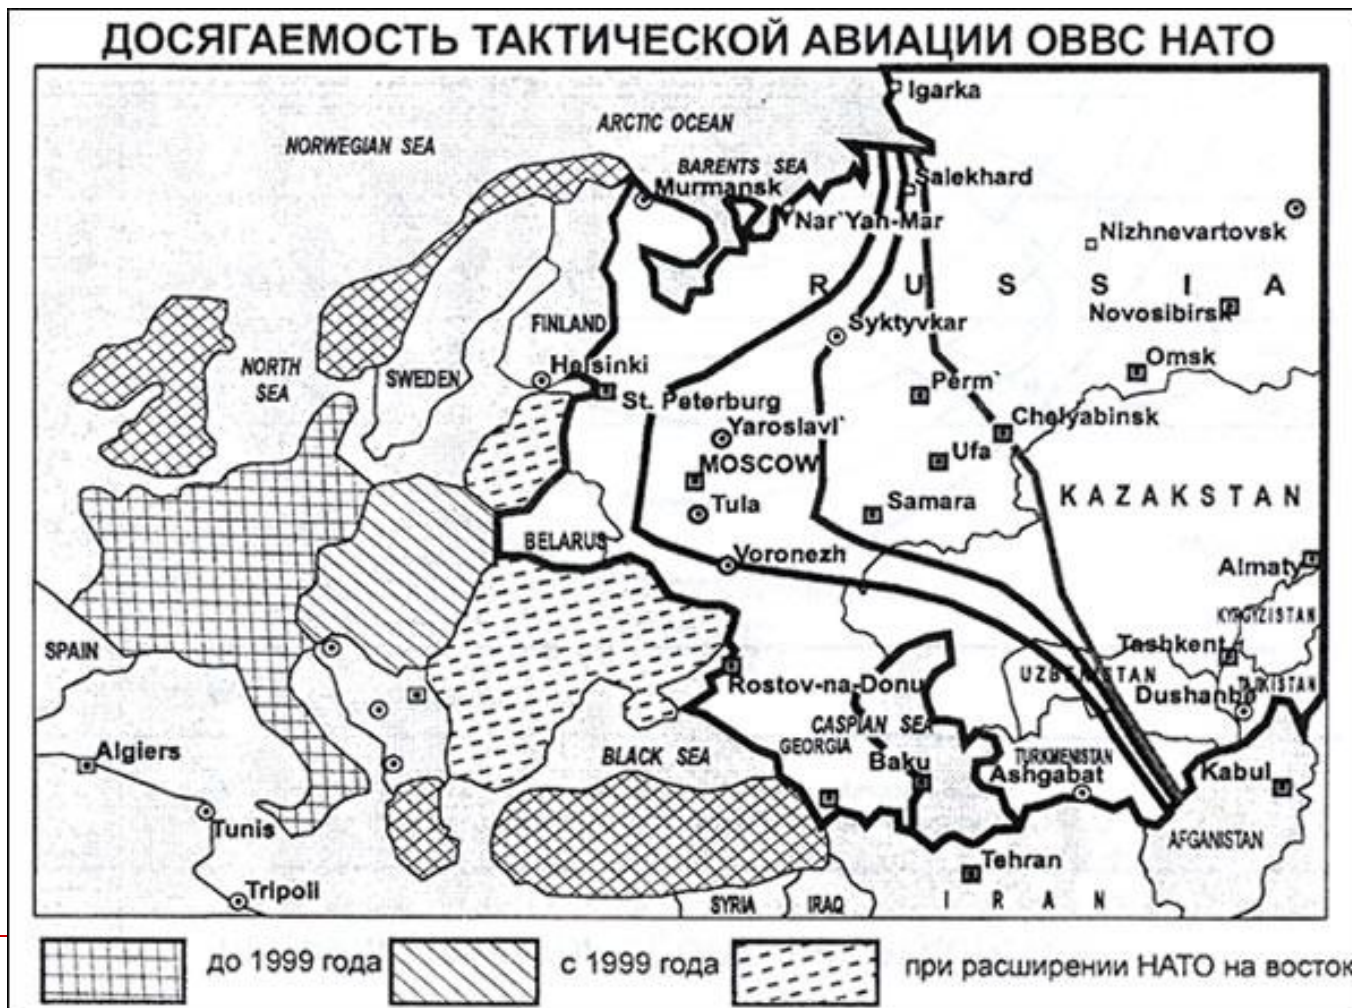 ДОСЯГАЕМОСТЬ ТАКТИЧЕСКОЙ АВИАЦИИ ОВВС НАТО
Igarka
ARCTIC OCEAN
NORWEGIAN SEA
BARENTS SEA
Salekhard
Murmansk
Nar`Yan-Mar
Nizhnevartovsk
R U S S I A
Novosibirsk
FINLAND
Syktyvkar
NORTH
SEA
Helsinki
Omsk
SWEDEN
Perm`
St. Peterburg
Chelyabinsk
Yaroslavl`
Ufa
MOSCOW
KAZAKSTAN
Tula
Samara
BELARUS
Voronezh
Almaty
KYRGYZISTAN
SPAIN
Tashkent
UZBEKISTAN
Rostov-na-Donu
Dushanbe
CASPIAN SEA
GEORGIA
BLACK SEA
TURKMENISTAN
Algiers
Baku
Ashgabat
Kabul
Tunis
AFGANISTAN
Tehran
Tripoli
SYRIA
IRAQ
I R A N
до 1999 года
с 1999 года
при расширении НАТО на восток